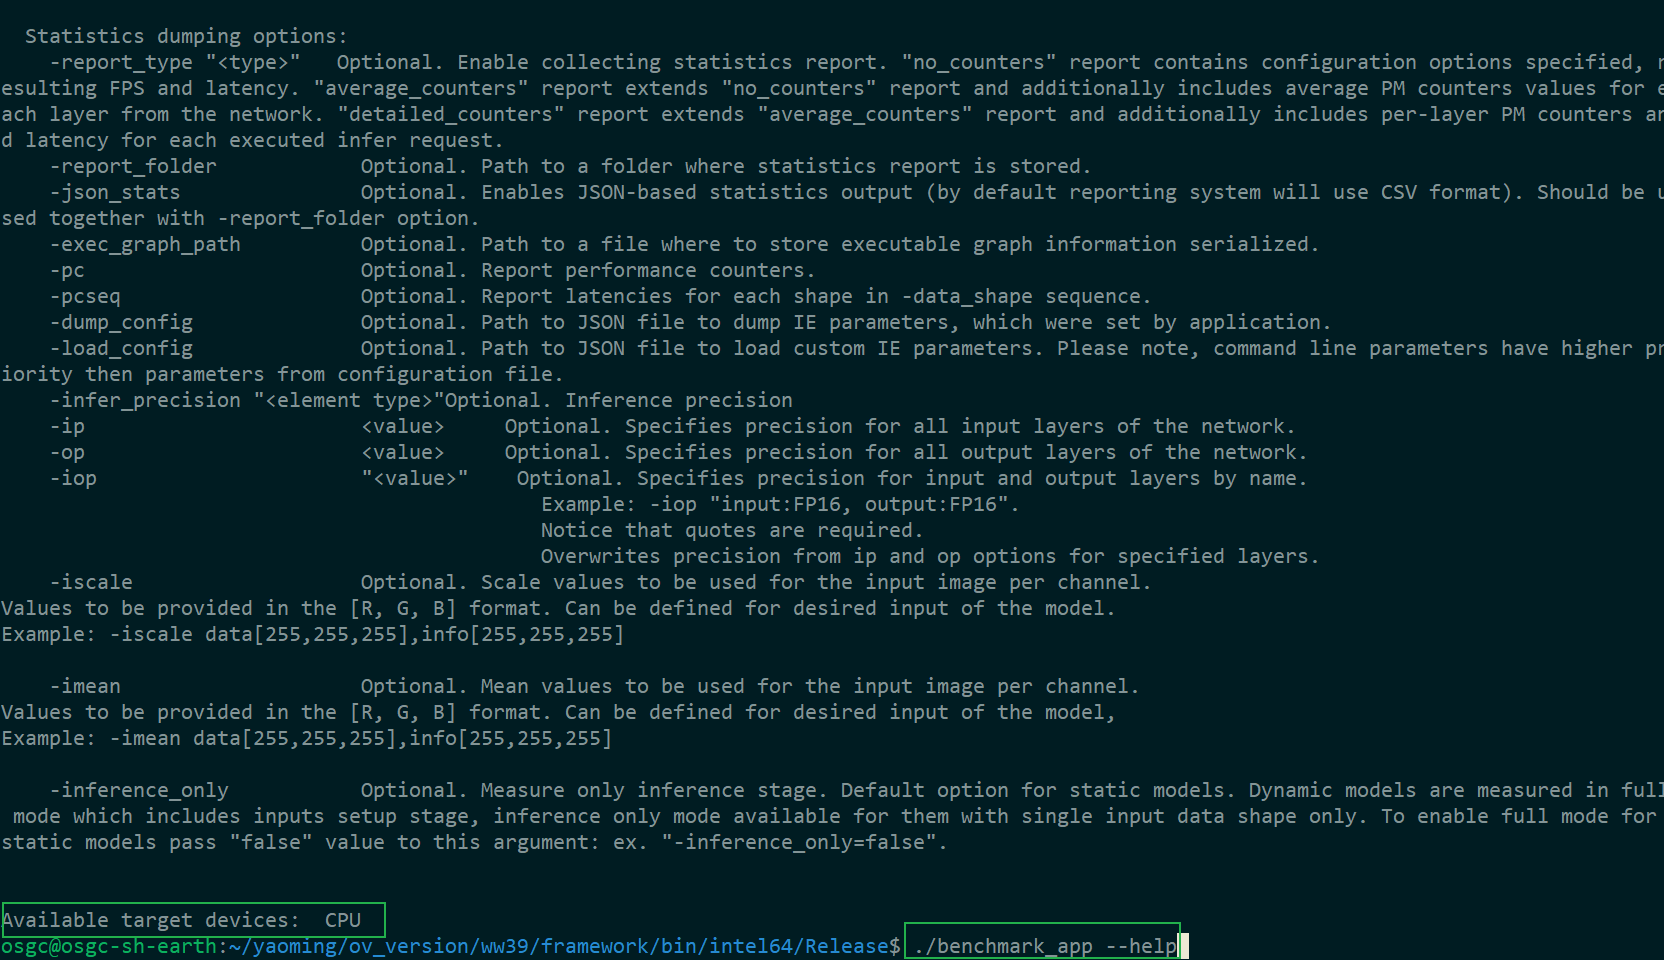 Statistics dumping options:
-report_type "<type>" Optional. Enable collecting statistics report. "no_counters" report contains configuration options specified, r
esulting FPS and latency. "average_counters" report extends "no_counters" report and additionally includes average PM counters values for e
ach layer from the network. "detailed_counters" report extends "average_counters" report and additionally includes per-layer PM counters an
d latency for each executed infer request.
-report_folder Optional. Path to a folder where statistics report is stored.
-json_stats Optional. Enables JSON-based statistics output (by default reporting system will use CSV format). Should be u
sed together with -report_folder option.
-exec_graph_path Optional. Path to a file where to store executable graph information serialized.
-pc Optional. Report performance counters.
-pcseq Optional. Report latencies for each shape in -data_shape sequence.
-dump_config Optional. Path to JSON file to dump IE parameters, which were set by application.
-load_config Optional. Path to JSON file to load custom IE parameters. Please note, command line parameters have higher pr
iority then parameters from configuration file.
-infer_precision "<element type>"Optional. Inference precision
-ip <value> Optional. Specifies precision for all input layers of the network.
-op <value> Optional. Specifies precision for all output layers of the network.
-iop "<value>" Optional. Specifies precision for input and output layers by name.
Example: -iop "input:FP16, output:FP16".
Notice that quotes are required.
Overwrites precision from ip and op options for specified layers.
-iscale Optional. Scale values to be used for the input image per channel.
Values to be provided in the [R, G, B] format. Can be defined for desired input of the model.
Example: -iscale data[255,255,255],info[255,255,255]
-imean Optional. Mean values to be used for the input image per channel.
Values to be provided in the [R, G, B] format. Can be defined for desired input of the model,
Example: -imean data[255,255,255],info[255,255,255]
-inference_only Optional. Measure only inference stage. Default option for static models. Dynamic models are measured in full
mode which includes inputs setup stage, inference only mode available for them with single input data shape only. To enable full mode for
static models pass "false" value to this argument: ex. "-inference_only=false".
Available target devices: CPU
osgc@osgc-sh-earth:~/yaoming/ov_version/ww39/framework/bin/intel64/Release$ ./benchmark_app --help